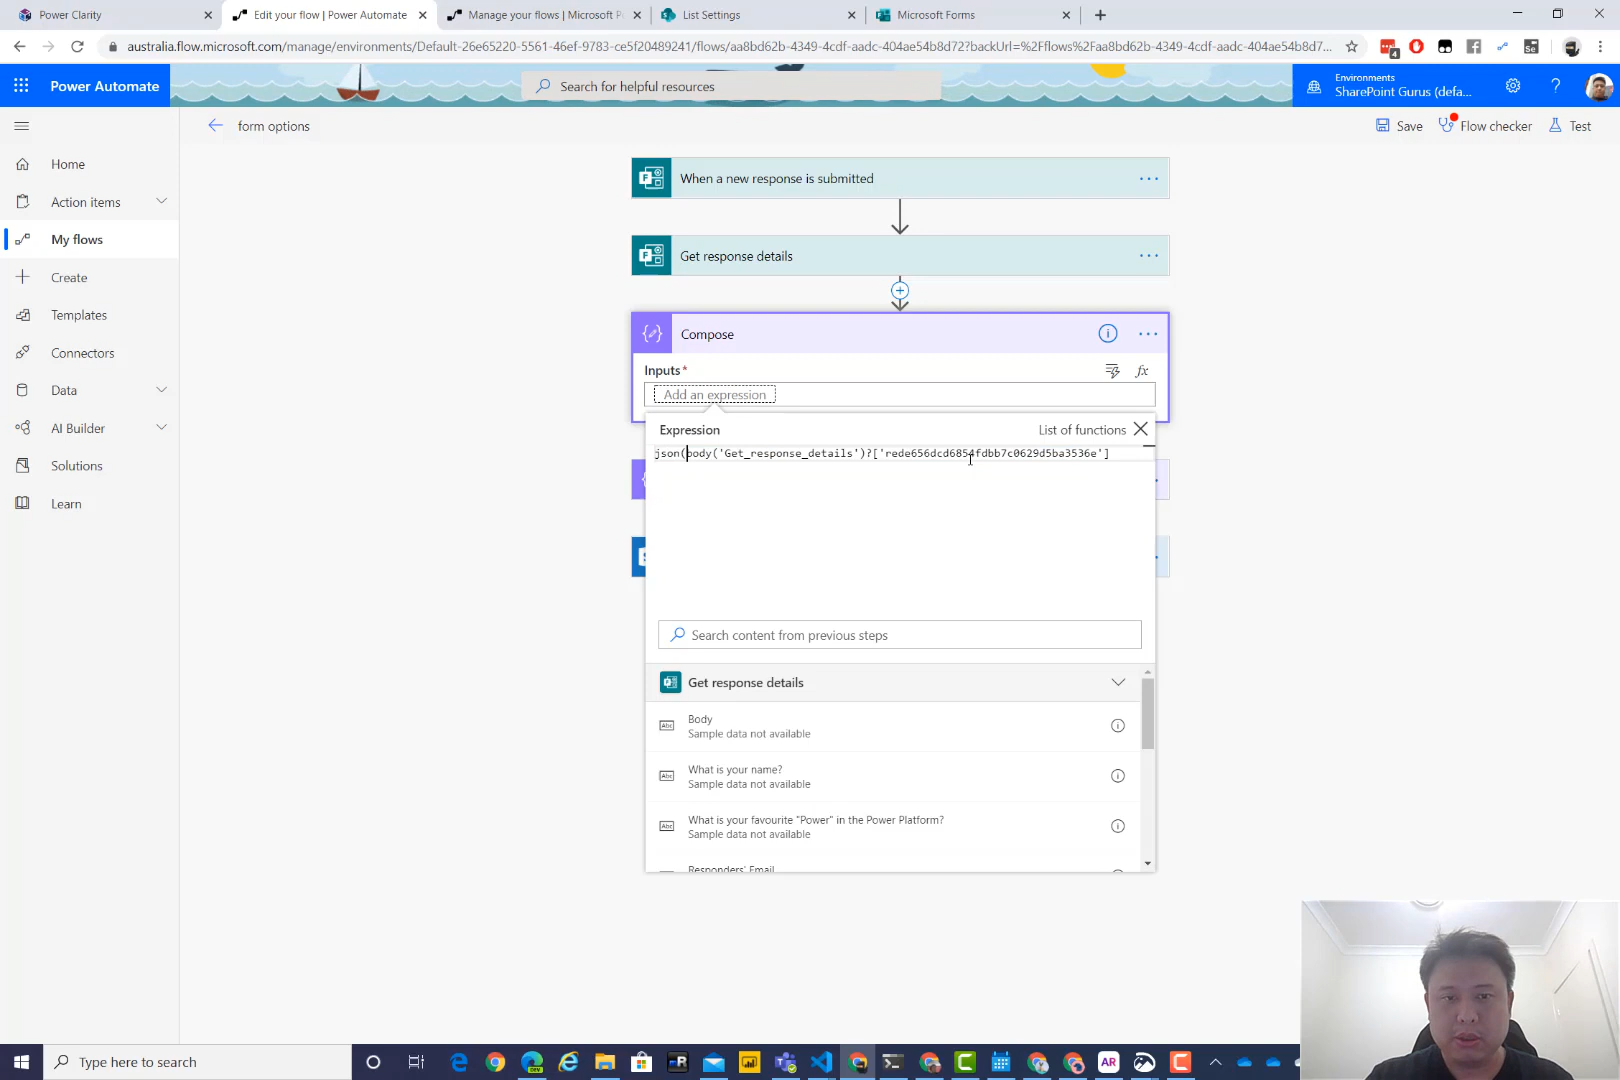 Power Clarity
Edit your flow | Power Automate
Manage your flows | Microsoft P
List Settings
Microsoft Forms
australia.flow.microsoft.com/manage/environments/Default-26e65220-5561-46ef-9783-ce5f20489241/flows/aa8bd62b-4349-4cdf-aadc-404ae54b8d72?backUrl=%2Fflows%2Faa8bd62b-4349-4cdf-aadc-404ae54b8d7...
4
Power Automate
Search for helpful resources
Environments
SharePoint Gurus (defa...
form options
Save
Flow checker
Test
Home
Action items
My flows
Create
Templates
Connectors
Data
AI Builder
Solutions
Learn
When a new response is submitted
Get response details
Compose
Inputs*
fx
Add an expression
Expression
List of functions
json(body('Get_response_details')?['rede656dcd6854fdbb7c0629d5ba3536e']
Search content from previous steps
Get response details
Body
Sample data not available
What is your name?
Sample data not available
What is your favourite "Power" in the Power Platform?
Sample data not available
Responders' Email
Type here to search
DEV
AR